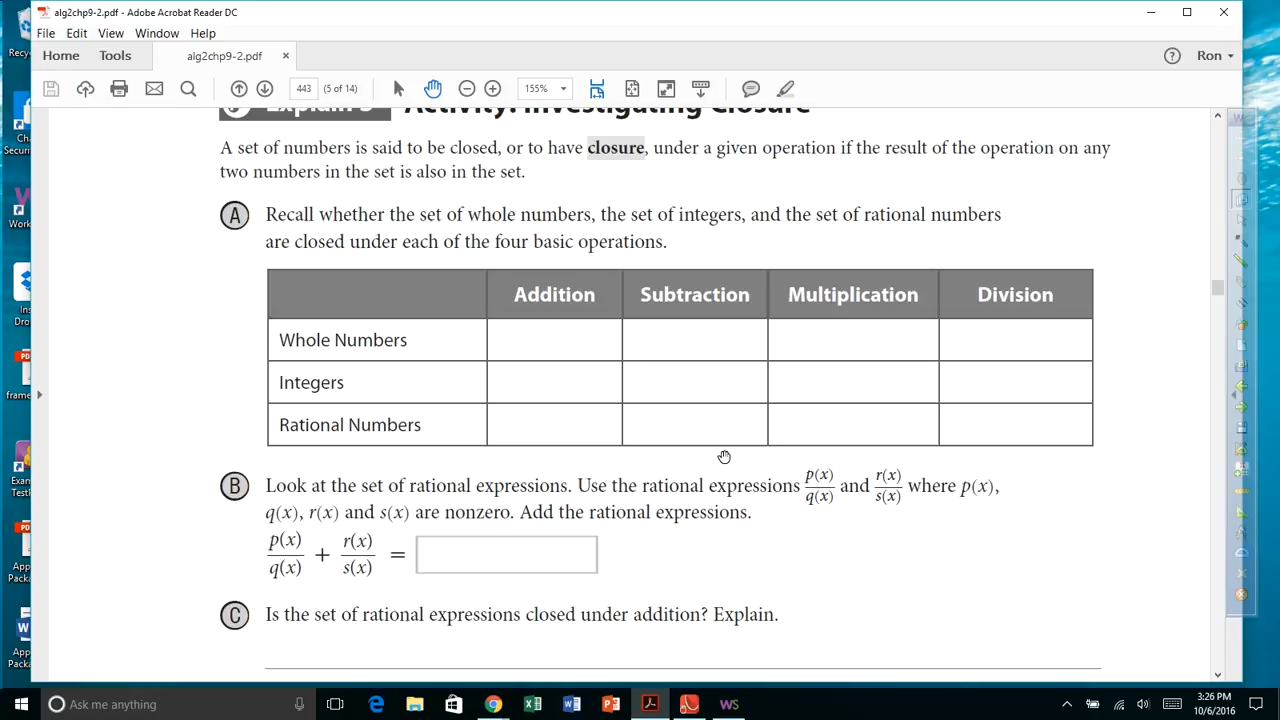 alg2chp9-2.pdf - Adobe Acrobat Reader DC
File Edit View Window Help
Home Tools alg2chp9-2.pdf × Ron
443 (5 of 14) 155%
Explain 3 Activity: Investigating Closure
A set of numbers is said to be closed, or to have closure, under a given operation if the result of the operation on any
two numbers in the set is also in the set.
A Recall whether the set of whole numbers, the set of integers, and the set of rational numbers
are closed under each of the four basic operations.
Addition Subtraction Multiplication Division
Whole Numbers
Integers
Rational Numbers
B Look at the set of rational expressions. Use the rational expressions p(x)/q(x) and r(x)/s(x) where p(x),
q(x), r(x) and s(x) are nonzero. Add the rational expressions.
p(x)/q(x) + r(x)/s(x) =
C Is the set of rational expressions closed under addition? Explain.
Ask me anything
3:26 PM
10/6/2016